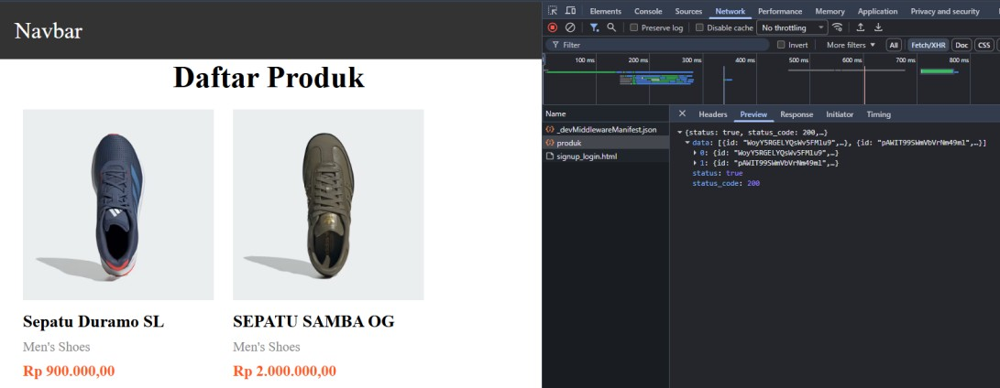 Navbar
Daftar Produk
Sepatu Duramo SL
Men's Shoes
Rp 900.000,00
SEPATU SAMBA OG
Men's Shoes
Rp 2.000.000,00
Elements Console Sources Network Performance Memory Application Privacy and security
Preserve log Disable cache No throttling
Filter Invert More filters All Fetch/XHR Doc CSS
100 ms 200 ms 300 ms 400 ms 500 ms 600 ms 700 ms 800 ms
Name
_devMiddlewareManifest.json
produk
signup_login.html
Headers Preview Response Initiator Timing
{status: true, status_code: 200,…}
data: [{id: "WoyY5RGELYQsWv5FM1u9",…}, {id: "pAWIT99SWmVbVrNm49ml",…}]
0: {id: "WoyY5RGELYQsWv5FM1u9",…}
1: {id: "pAWIT99SWmVbVrNm49ml",…}
status: true
status_code: 200